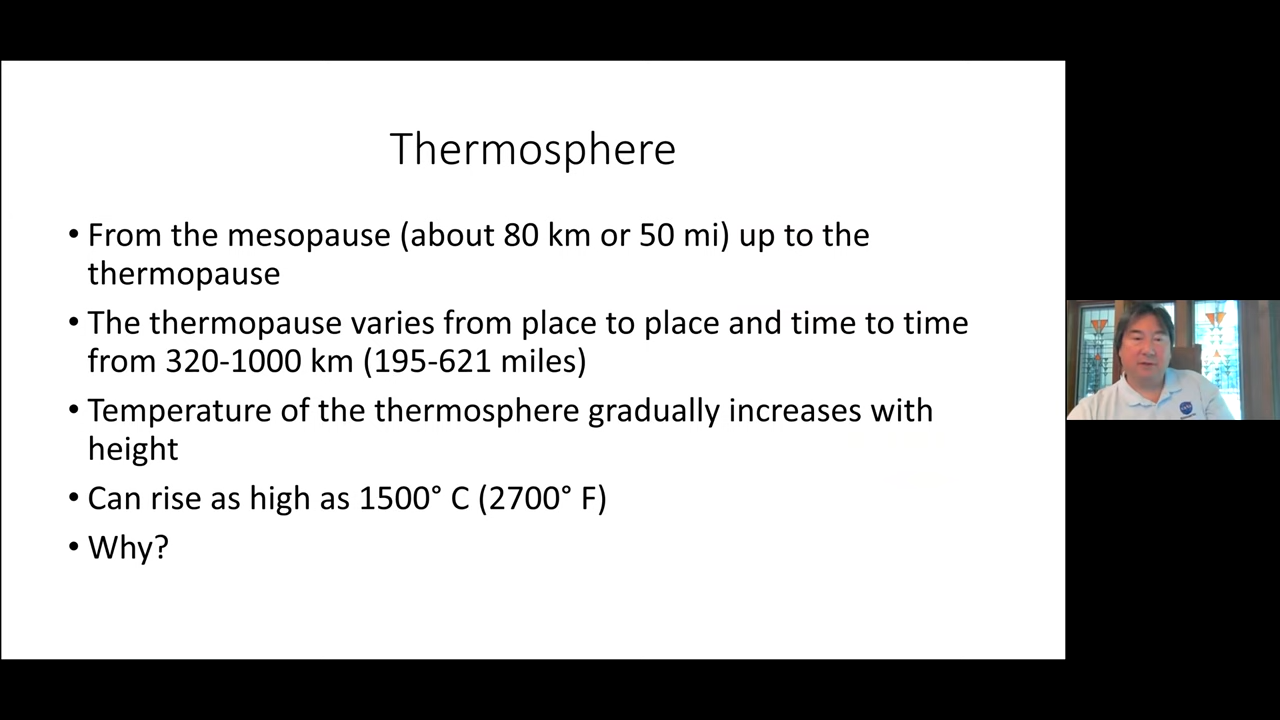 Thermosphere
• From the mesopause (about 80 km or 50 mi) up to the
thermopause
• The thermopause varies from place to place and time to time
from 320-1000 km (195-621 miles)
• Temperature of the thermosphere gradually increases with
height
• Can rise as high as 1500° C (2700° F)
• Why?